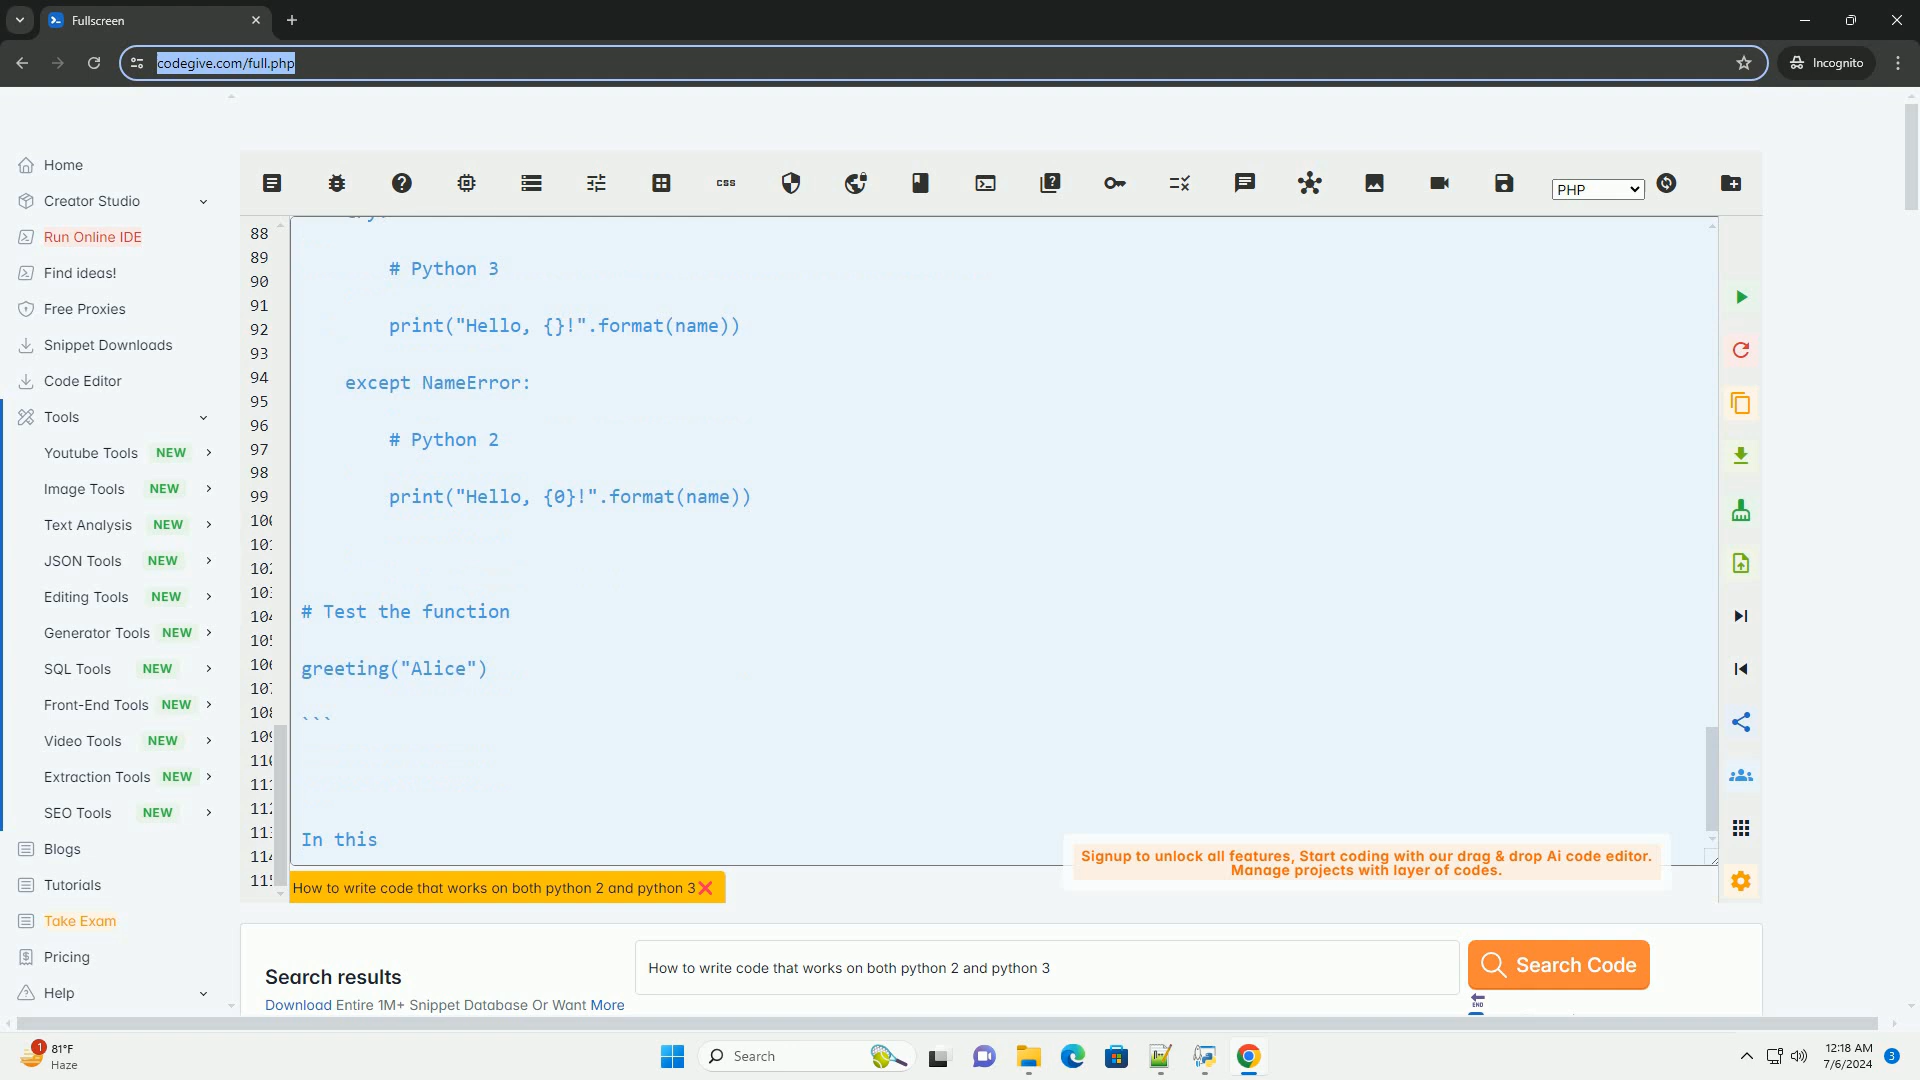 Fullscreen
codegive.com/full.php
Incognito
Home
Creator Studio
Run Online IDE
Find ideas!
Free Proxies
Snippet Downloads
Code Editor
Tools
Youtube Tools NEW
Image Tools NEW
Text Analysis NEW
JSON Tools NEW
Editing Tools NEW
Generator Tools NEW
SQL Tools NEW
Front-End Tools NEW
Video Tools NEW
Extraction Tools NEW
SEO Tools NEW
Blogs
Tutorials
Take Exam
Pricing
Help
css
PHP
88
89
90
91
92
93
94
95
96
97
98
99
# Python 3
print("Hello, {}!".format(name))
except NameError:
# Python 2
print("Hello, {0}!".format(name))
# Test the function
greeting("Alice")
```
In this
Signup to unlock all features, Start coding with our drag & drop Ai code editor.
Manage projects with layer of codes.
How to write code that works on both python 2 and python 3
Search results
Download Entire 1M+ Snippet Database Or Want More
How to write code that works on both python 2 and python 3
Search Code
END
1
81°F
Haze
Search
12:18 AM
7/6/2024
3